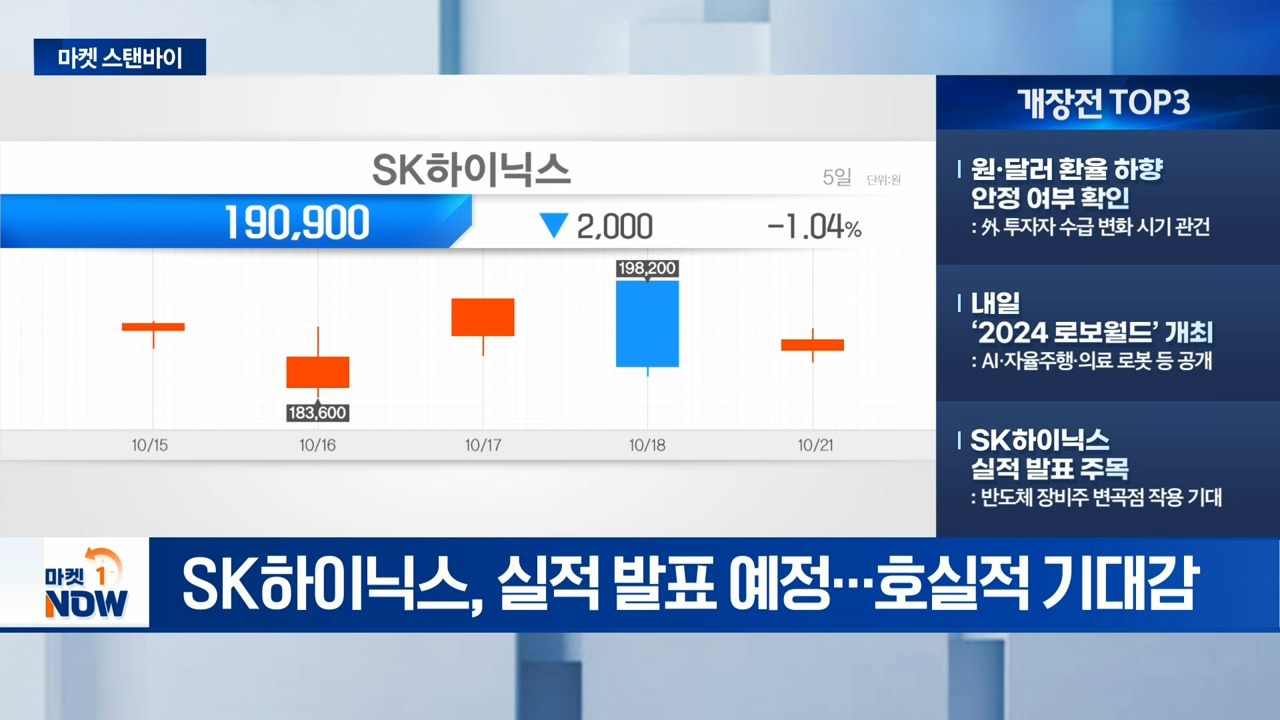 마켓 스탠바이
개장전 TOP3
SK하이닉스
5일 단위:원
190,900 ▼ 2,000 -1.04%
198,200
183,600
10/15 10/16 10/17 10/18 10/21
원·달러 환율 하향
안정 여부 확인
: 外 투자자 수급 변화 시기 관건
내일
‘2024 로보월드’ 개최
: AI·자율주행·의료 로봇 등 공개
SK하이닉스
실적 발표 주목
: 반도체 장비주 변곡점 작용 기대
마켓 1
NOW
SK하이닉스, 실적 발표 예정…호실적 기대감